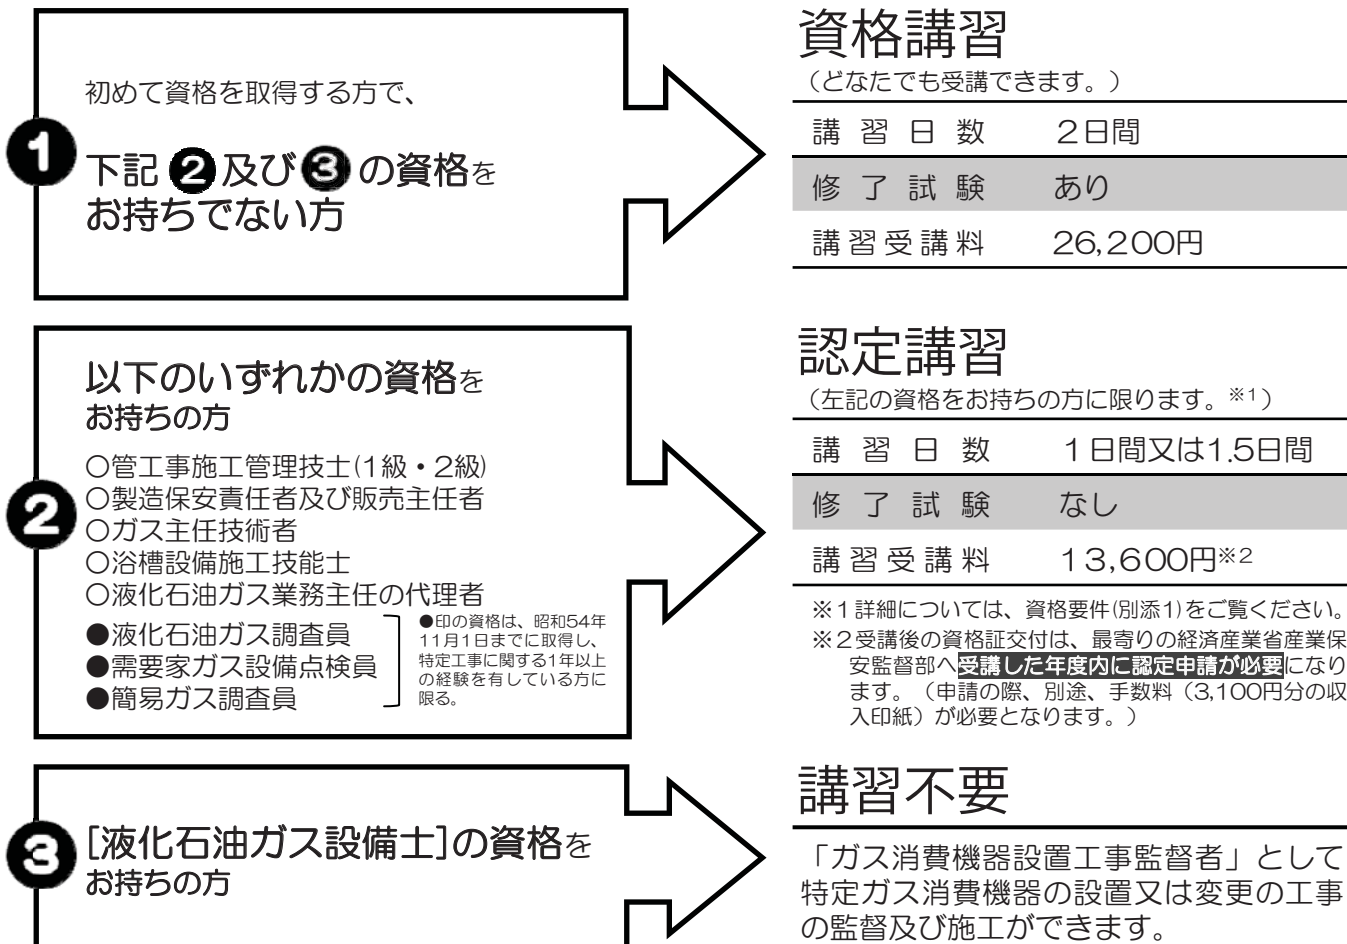 1
初めて資格を取得する方で、
下記 2 及び 3 の資格を
お持ちでない方
資格講習
（どなたでも受講できます。）
講習日数 2日間
修了試験 あり
講習受講料 26,200円
2
以下のいずれかの資格を
お持ちの方
○管工事施工管理技士(1級・2級)
○製造保安責任者及び販売主任者
○ガス主任技術者
○浴槽設備施工技能士
○液化石油ガス業務主任の代理者
●液化石油ガス調査員
●需要家ガス設備点検員
●簡易ガス調査員
●印の資格は、昭和54年
11月1日までに取得し、
特定工事に関する1年以上
の経験を有している方に
限る。
認定講習
（左記の資格をお持ちの方に限ります。※1）
講習日数 1日間又は1.5日間
修了試験 なし
講習受講料 13,600円※2
※1詳細については、資格要件(別添1)をご覧ください。
※2受講後の資格証交付は、最寄りの経済産業省産業保
安監督部へ受講した年度内に認定申請が必要になり
ます。（申請の際、別途、手数料（3,100円分の収
入印紙）が必要となります。）
3
[液化石油ガス設備士]の資格を
お持ちの方
講習不要
「ガス消費機器設置工事監督者」として
特定ガス消費機器の設置又は変更の工事
の監督及び施工ができます。